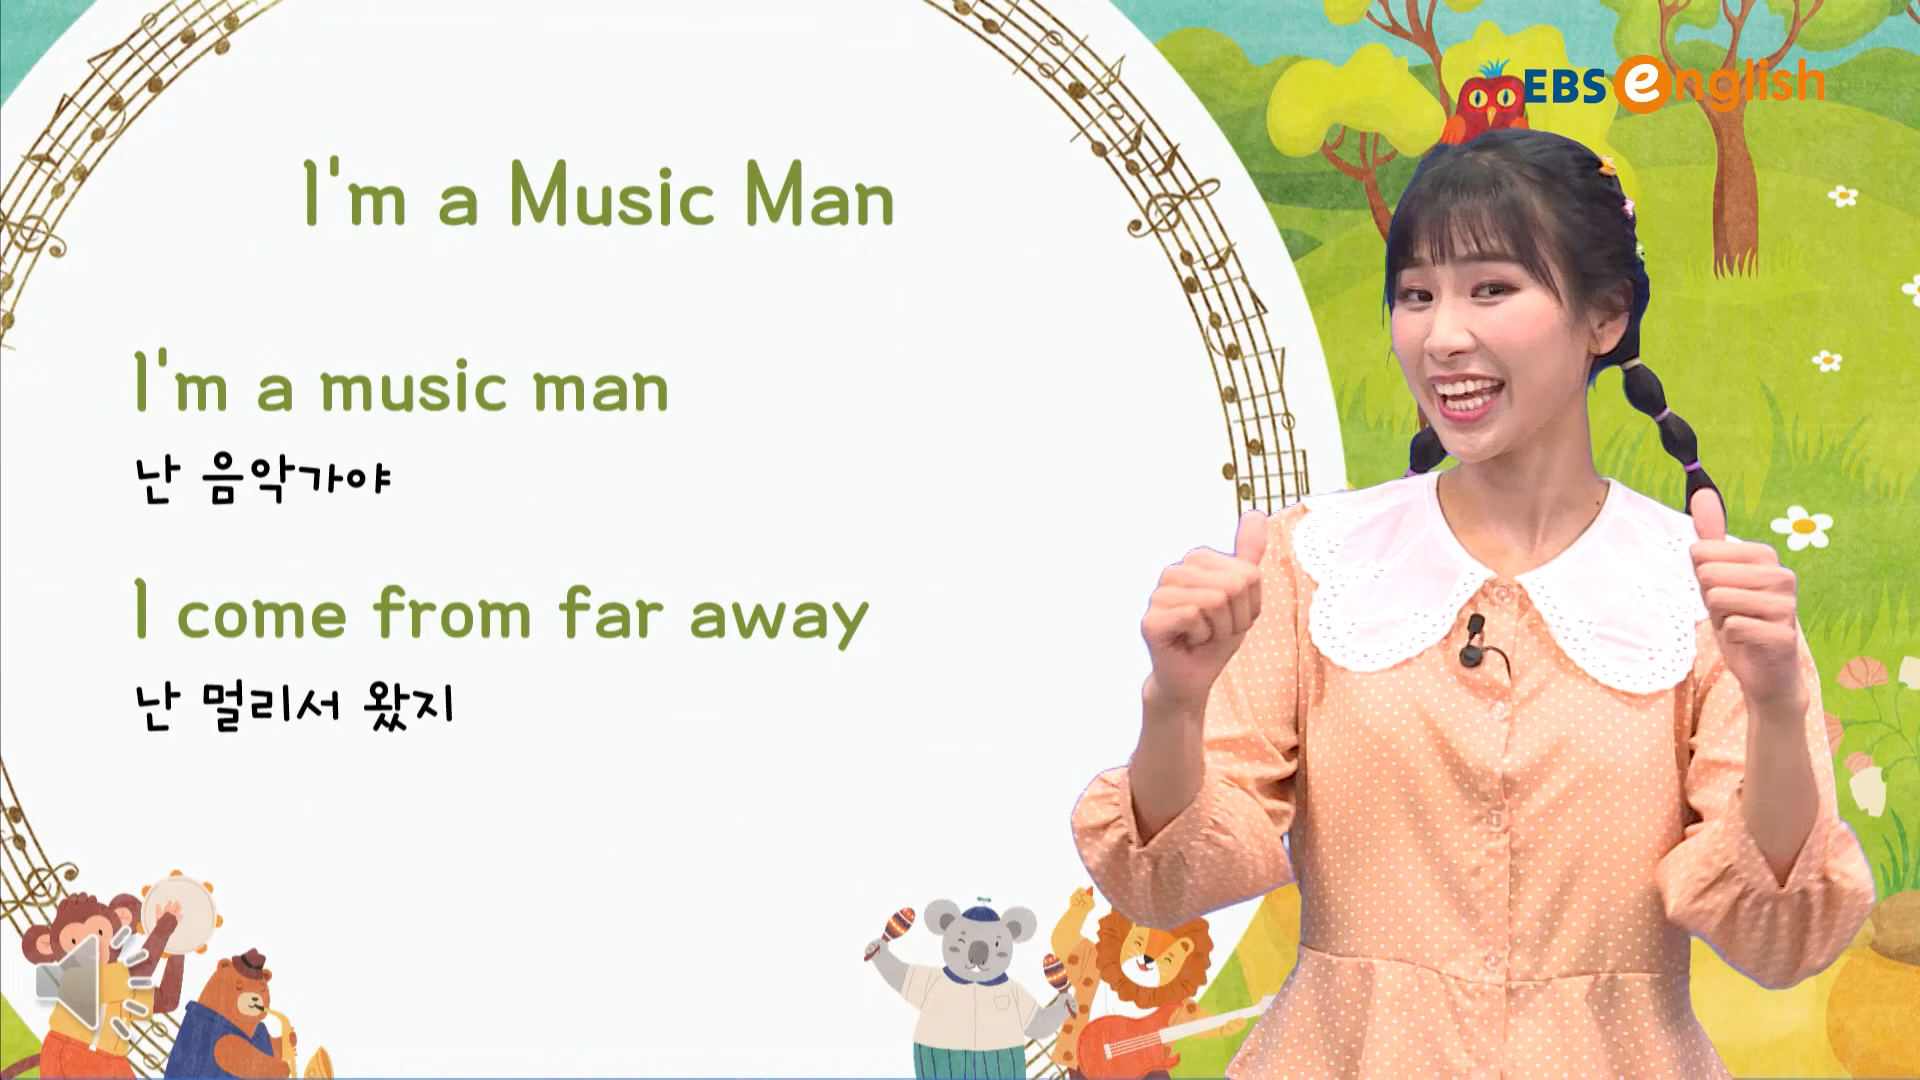 EBS english
I'm a Music Man
I'm a music man
난 음악가야
I come from far away
난 멀리서 왔지